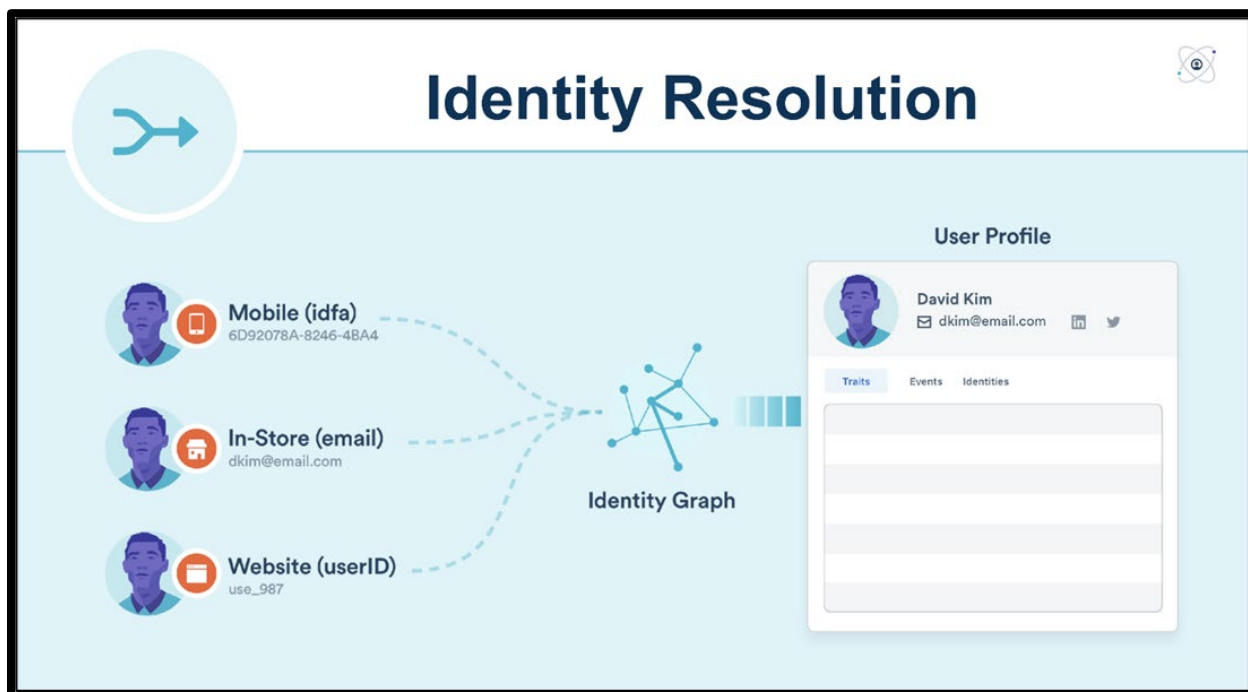 Identity Resolution
Mobile (idfa)
6D92078A-8246-4BA4
In-Store (email)
dkim@email.com
Website (userID)
use_987
Identity Graph
User Profile
David Kim
dkim@email.com
in
Traits Events Identities